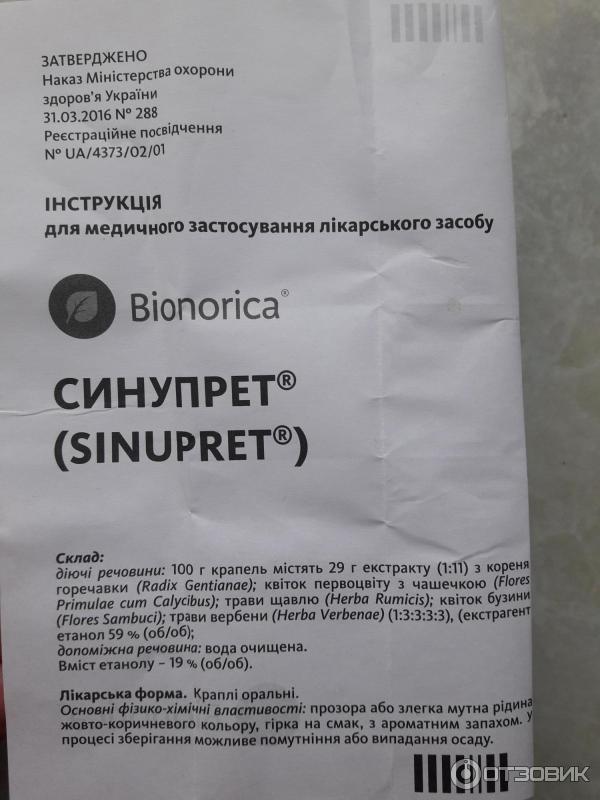 ЗАТВЕРДЖЕНО
Наказ Міністерства охорони
здоров'я України
31.03.2016 № 288
Реєстраційне посвідчення
№ UA/4373/02/01
ІНСТРУКЦІЯ
для медичного застосування лікарського засобу
Bionorica®
СИНУПРЕТ®
(SINUPRET®)
Склад:
діючі речовини: 100 г крапель містять 29 г екстракту (1:11) з кореня
горечавки (Radix Gentianae); квіток первоцвіту з чашечкою (Flores
Primulae cum Calycibus); трави щавлю (Herba Rumicis); квіток бузини
(Flores Sambuci); трави вербени (Herba Verbenae) (1:3:3:3:3), (екстрагент
етанол 59 % (об/об);
допоміжна речовина: вода очищена.
Вміст етанолу – 19 % (об/об).
Лікарська форма. Краплі оральні.
Основні фізико-хімічні властивості: прозора або злегка мутна рідина
жовто-коричневого кольору, гірка на смак, з ароматним запахом. У
процесі зберігання можливе помутніння або випадання осаду.
ОТЗОВИК